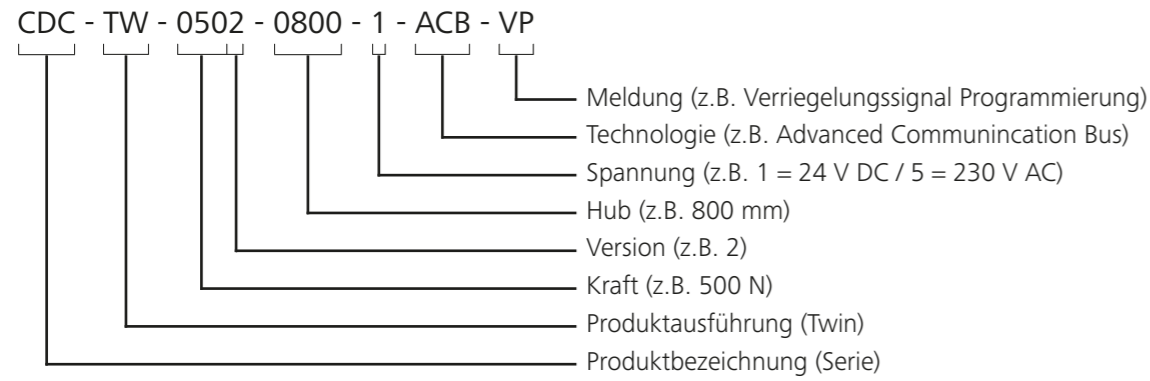 CDC - TW - 0502 - 0800 - 1 - ACB - VP
Meldung (z.B. Verriegelungssignal Programmierung)
Technologie (z.B. Advanced Communincation Bus)
Spannung (z.B. 1 = 24 V DC / 5 = 230 V AC)
Hub (z.B. 800 mm)
Version (z.B. 2)
Kraft (z.B. 500 N)
Produktausführung (Twin)
Produktbezeichnung (Serie)